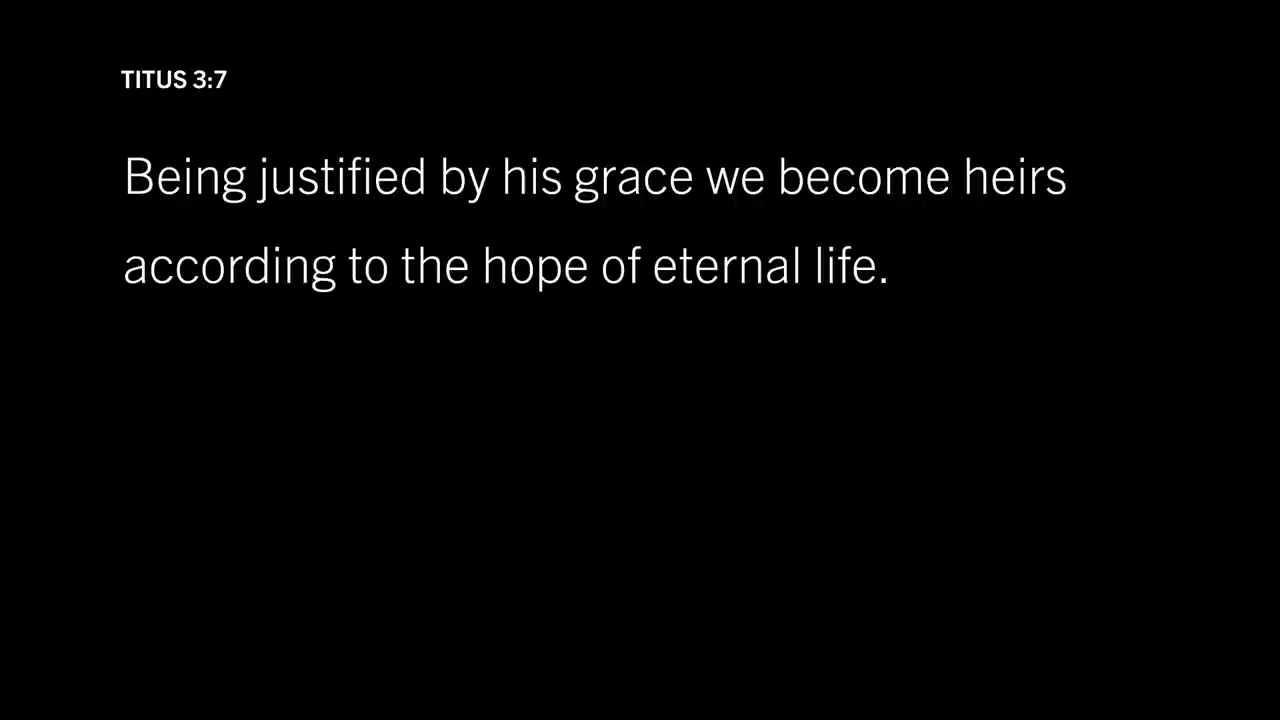 TITUS 3:7
Being justified by his grace we become heirs
according to the hope of eternal life.